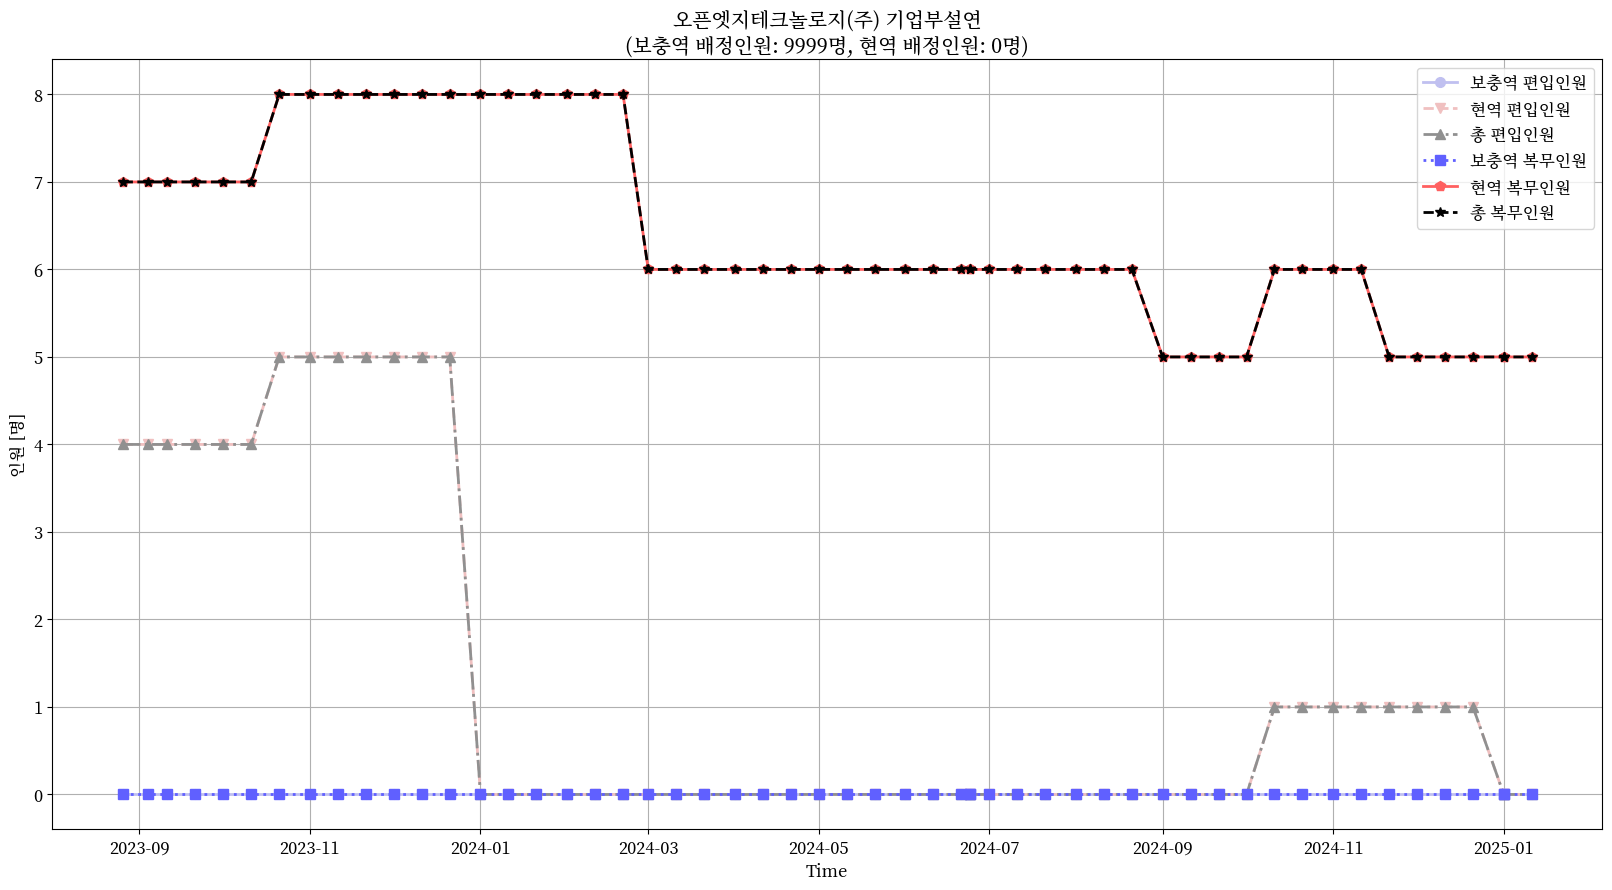 오픈엣지테크놀로지(주) 기업부설연
(보충역 배정인원: 9999명, 현역 배정인원: 0명)
보충역 편입인원
현역 편입인원
총 편입인원
보충역 복무인원
현역 복무인원
총 복무인원
인원 [명]
8
7
6
5
4
3
2
1
0
2023-09
2023-11
2024-01
2024-03
2024-05
2024-07
2024-09
2024-11
2025-01
Time